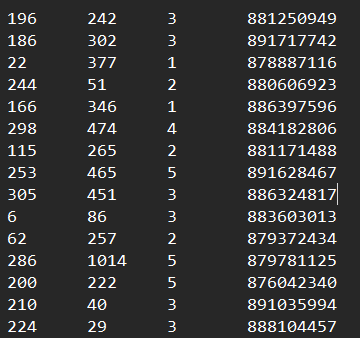 196 242 3 881250949
186 302 3 891717742
22 377 1 878887116
244 51 2 880606923
166 346 1 886397596
298 474 4 884182806
115 265 2 881171488
253 465 5 891628467
305 451 3 886324817
6 86 3 883603013
62 257 2 879372434
286 1014 5 879781125
200 222 5 876042340
210 40 3 891035994
224 29 3 888104457